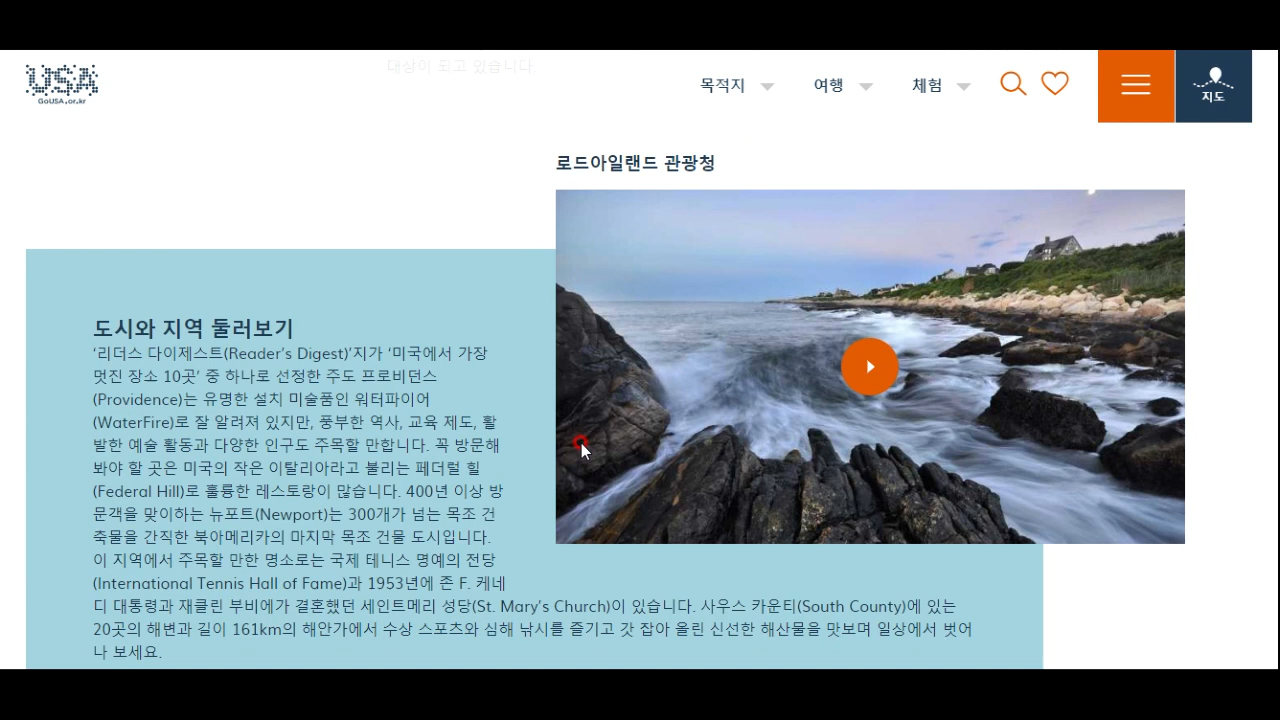 대상이 되고 있습니다
USA
GoUSA.or.kr
목적지
여행
체험
지도
로드아일랜드 관광청
도시와 지역 둘러보기
‘리더스 다이제스트(Reader’s Digest)’지가 ‘미국에서 가장
멋진 장소 10곳’ 중 하나로 선정한 주도 프로비던스
(Providence)는 유명한 설치 미술품인 워터파이어
(WaterFire)로 잘 알려져 있지만, 풍부한 역사, 교육 제도, 활
발한 예술 활동과 다양한 인구도 주목할 만합니다. 꼭 방문해
봐야 할 곳은 미국의 작은 이탈리아라고 불리는 페더럴 힐
(Federal Hill)로 훌륭한 레스토랑이 많습니다. 400년 이상 방
문객을 맞이하는 뉴포트(Newport)는 300개가 넘는 목조 건
축물을 간직한 북아메리카의 마지막 목조 건물 도시입니다.
이 지역에서 주목할 만한 명소로는 국제 테니스 명예의 전당
(International Tennis Hall of Fame)과 1953년에 존 F. 케네
디 대통령과 재클린 부비에가 결혼했던 세인트메리 성당(St. Mary’s Church)이 있습니다. 사우스 카운티(South County)에 있는
20곳의 해변과 길이 161km의 해안가에서 수상 스포츠와 심해 낚시를 즐기고 갓 잡아 올린 신선한 해산물을 맛보며 일상에서 벗어
나 보세요.